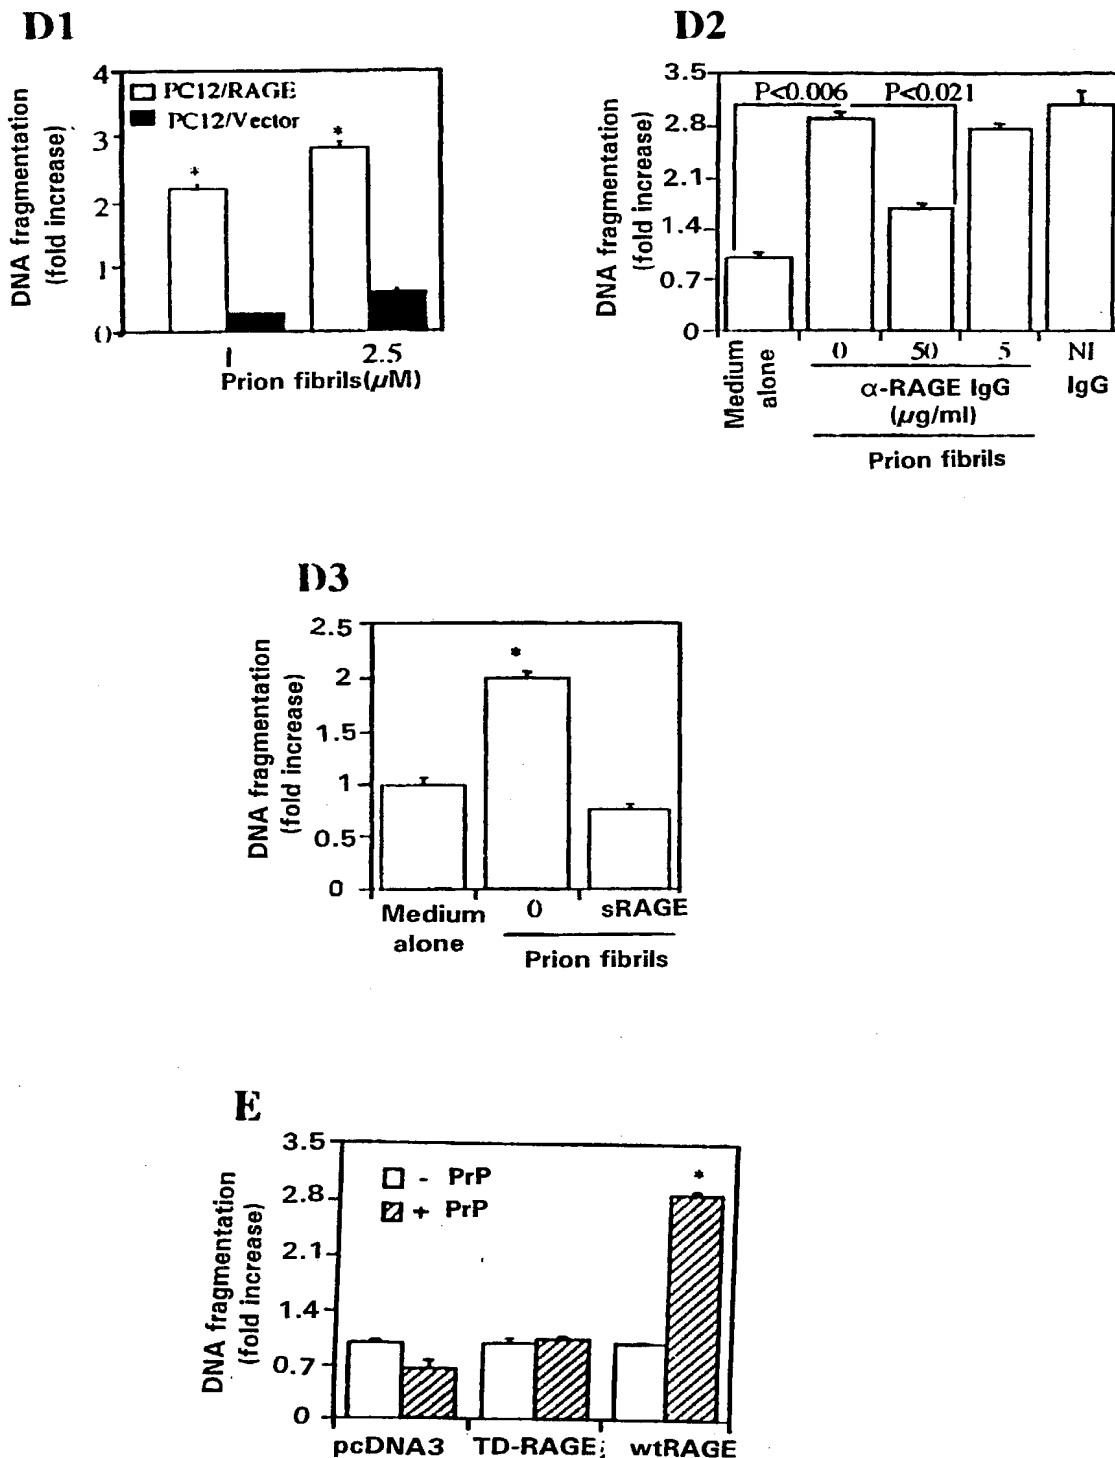 D1
4
3
2
1
0
DNA fragmentation
(fold increase)
PC12/RAGE
PC12/Vector
*
*
1
2.5
Prion fibrils(µM)
D2
3.5
2.8
2.1
1.4
0.7
0
DNA fragmentation
(fold increase)
P<0.006
P<0.021
Medium
alone
0
50
5
NI
IgG
α-RAGE IgG
(µg/ml)
Prion fibrils
D3
2.5
2
1.5
1
0.5
0
DNA fragmentation
(fold increase)
*
Medium
alone
0
sRAGE
Prion fibrils
E
3.5
2.8
2.1
1.4
0.7
0
DNA fragmentation
(fold increase)
- PrP
+ PrP
*
pcDNA3
TD-RAGE
wtRAGE